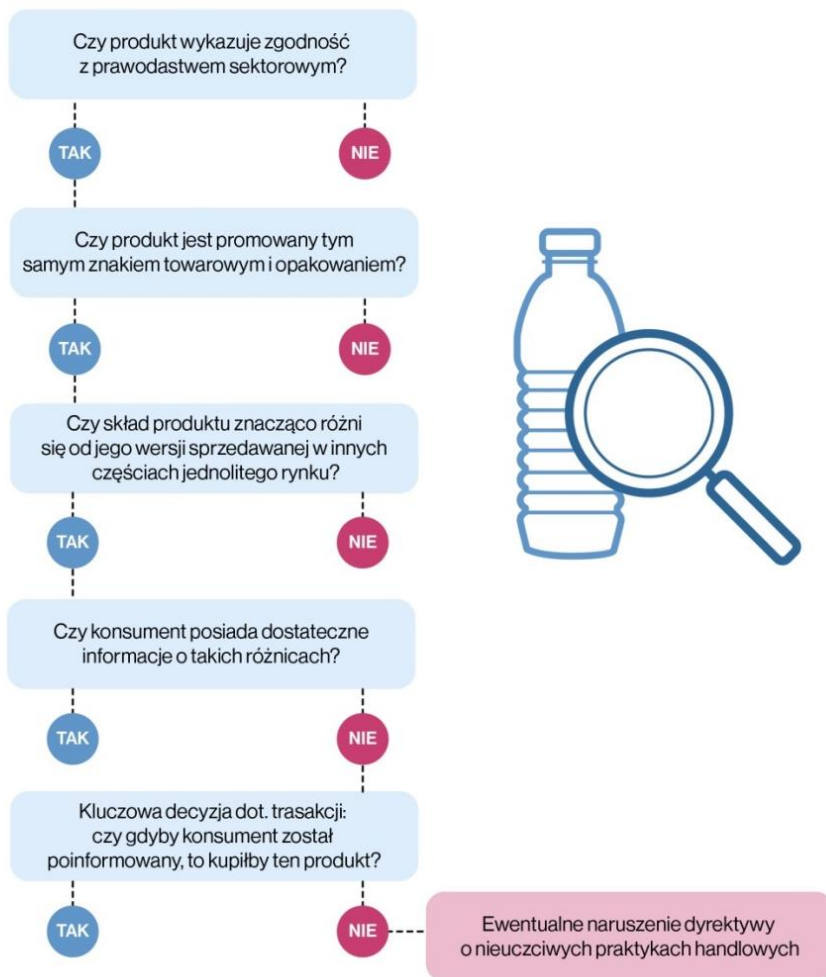 Czy produkt wykazuje zgodność
z prawodastwem sektorowym?
TAK
NIE
Czy produkt jest promowany tym
samym znakiem towarowym i opakowaniem?
TAK
NIE
Czy skład produktu znacząco różni
się od jego wersji sprzedawanej w innych
częściach jednolitego rynku?
TAK
NIE
Czy konsument posiada dostateczne
informacje o takich różnicach?
TAK
NIE
Kluczowa decyzja dot. trasakcji:
czy gdyby konsument został
poinformowany, to kupiłby ten produkt?
TAK
NIE
Ewentualne naruszenie dyrektywy
o nieuczciwych praktykach handlowych